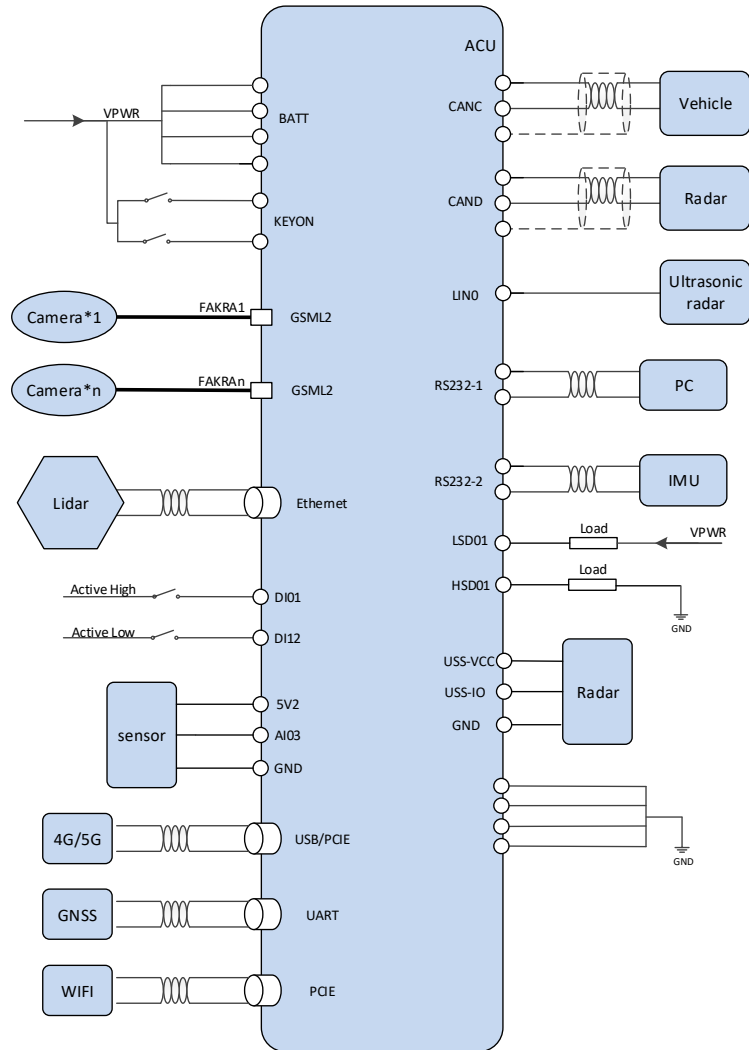 ACU
VPWR
BATT
KEYON
CANC
Vehicle
CAND
Radar
LIN0
Ultrasonic
radar
Camera*1
FAKRA1
GSML2
Camera*n
FAKRAn
GSML2
RS232-1
PC
Lidar
Ethernet
RS232-2
IMU
LSD01
Load
VPWR
HSD01
Load
GND
Active High
DI01
Active Low
DI12
USS-VCC
USS-IO
GND
Radar
sensor
5V2
AI03
GND
4G/5G
USB/PCIE
GND
GNSS
UART
WIFI
PCIE